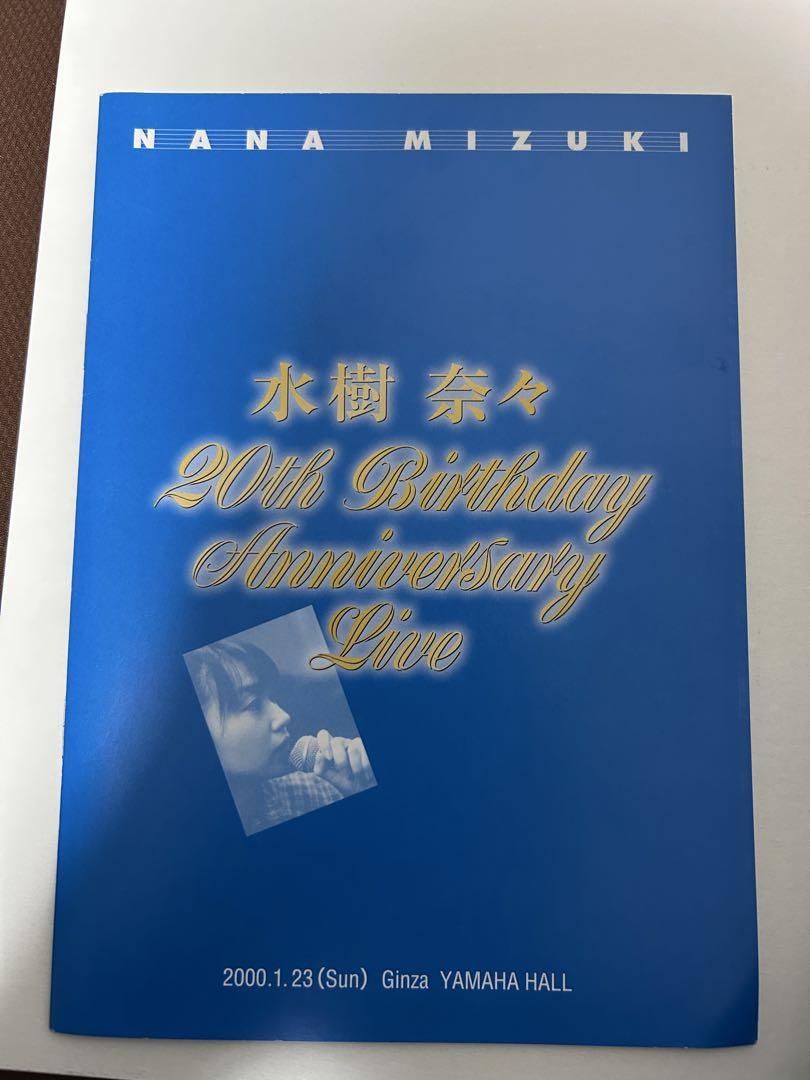 NANA MIZUKI
水樹 奈々
20th Birthday
Anniversary
Live
2000.1.23(Sun) Ginza YAMAHA HALL